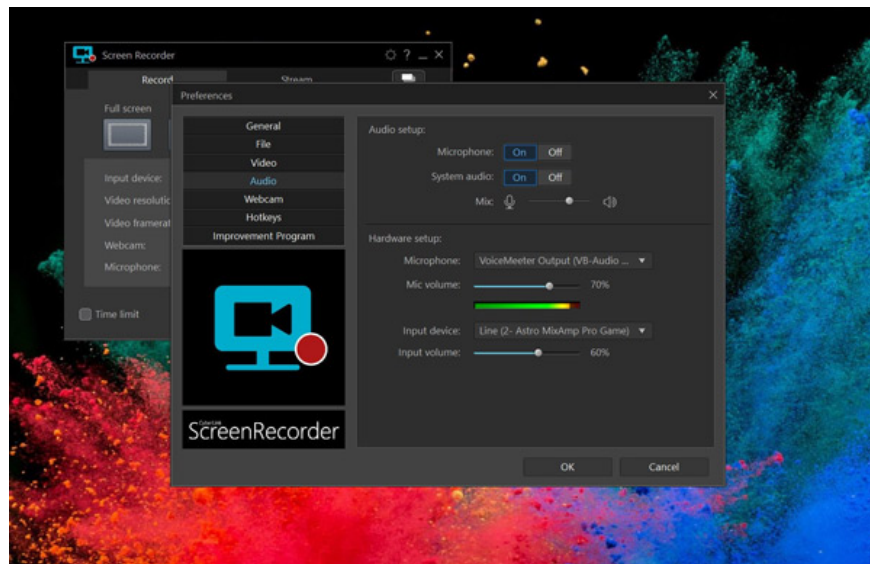 Screen Recorder
?
Record
Stream
Full screen
Input device:
Video resolutic
Video framerat
Webcam:
Microphone:
Time limit
Preferences
General
File
Video
Audio
Webcam
Hotkeys
Improvement Program
CyberLink
ScreenRecorder
Audio setup:
Microphone: On Off
System audio: On Off
Mix:
Hardware setup:
Microphone: VoiceMeeter Output (VB-Audio ...
Mic volume: 70%
Input device: Line (2- Astro MixAmp Pro Game)
Input volume: 60%
OK Cancel